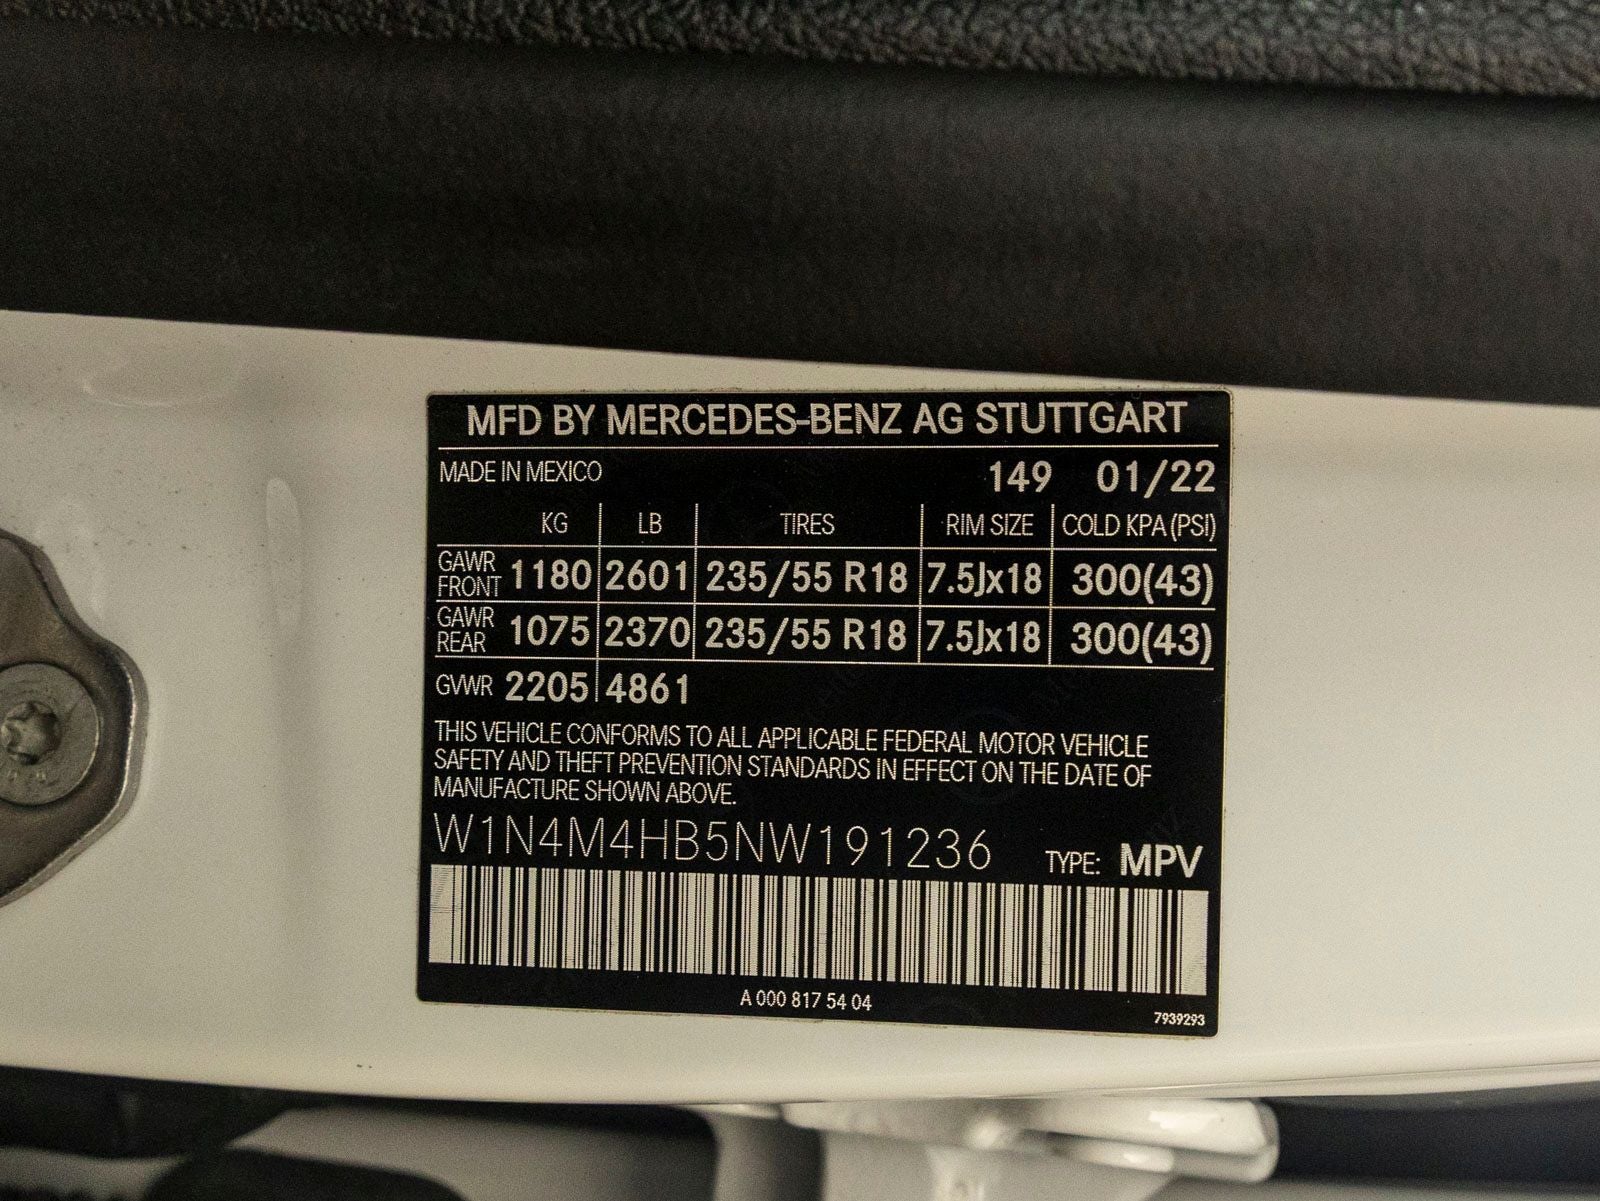 MFD BY MERCEDES-BENZ AG STUTTGART
MADE IN MEXICO 149 01/22
KG LB TIRES RIM SIZE COLD KPA(PSI)
GAWR FRONT 1180 2601 235/55 R18 7.5Jx18 300(43)
GAWR REAR 1075 2370 235/55 R18 7.5Jx18 300(43)
GVWR 2205 4861
THIS VEHICLE CONFORMS TO ALL APPLICABLE FEDERAL MOTOR VEHICLE
SAFETY AND THEFT PREVENTION STANDARDS IN EFFECT ON THE DATE OF
MANUFACTURE SHOWN ABOVE.
W1N4M4HB5NW191236 TYPE: MPV
A 000 817 54 04
7939293